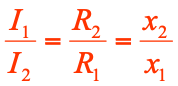 I₁/I₂ = R₂/R₁ = x₂/x₁